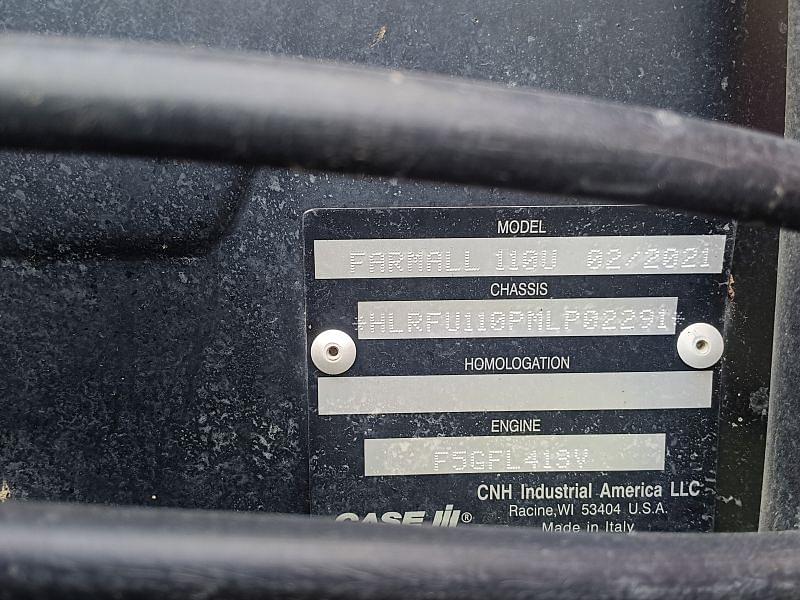 MODEL
FARMALL 110U 02/2021
CHASSIS
*HLRFU110PMLP02291*
HOMOLOGATION
ENGINE
F5GFL418V
CNH Industrial America LLC
Racine,WI 53404 U.S.A.
CASE IH®
Made in Italy